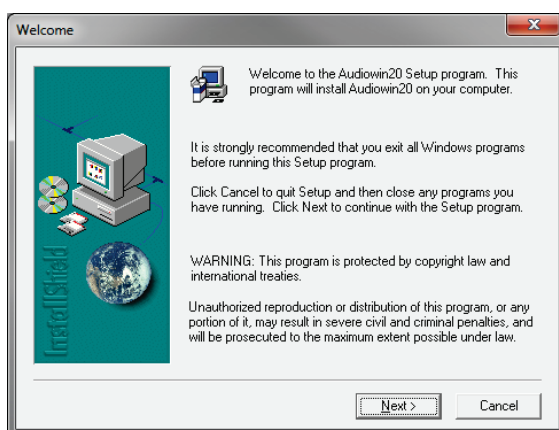 Welcome
Welcome to the Audiowin20 Setup program. This
program will install Audiowin20 on your computer.
It is strongly recommended that you exit all Windows programs
before running this Setup program.
Click Cancel to quit Setup and then close any programs you
have running. Click Next to continue with the Setup program.
WARNING: This program is protected by copyright law and
international treaties.
Unauthorized reproduction or distribution of this program, or any
portion of it, may result in severe civil and criminal penalties, and
will be prosecuted to the maximum extent possible under law.
InstallShield
Next >
Cancel